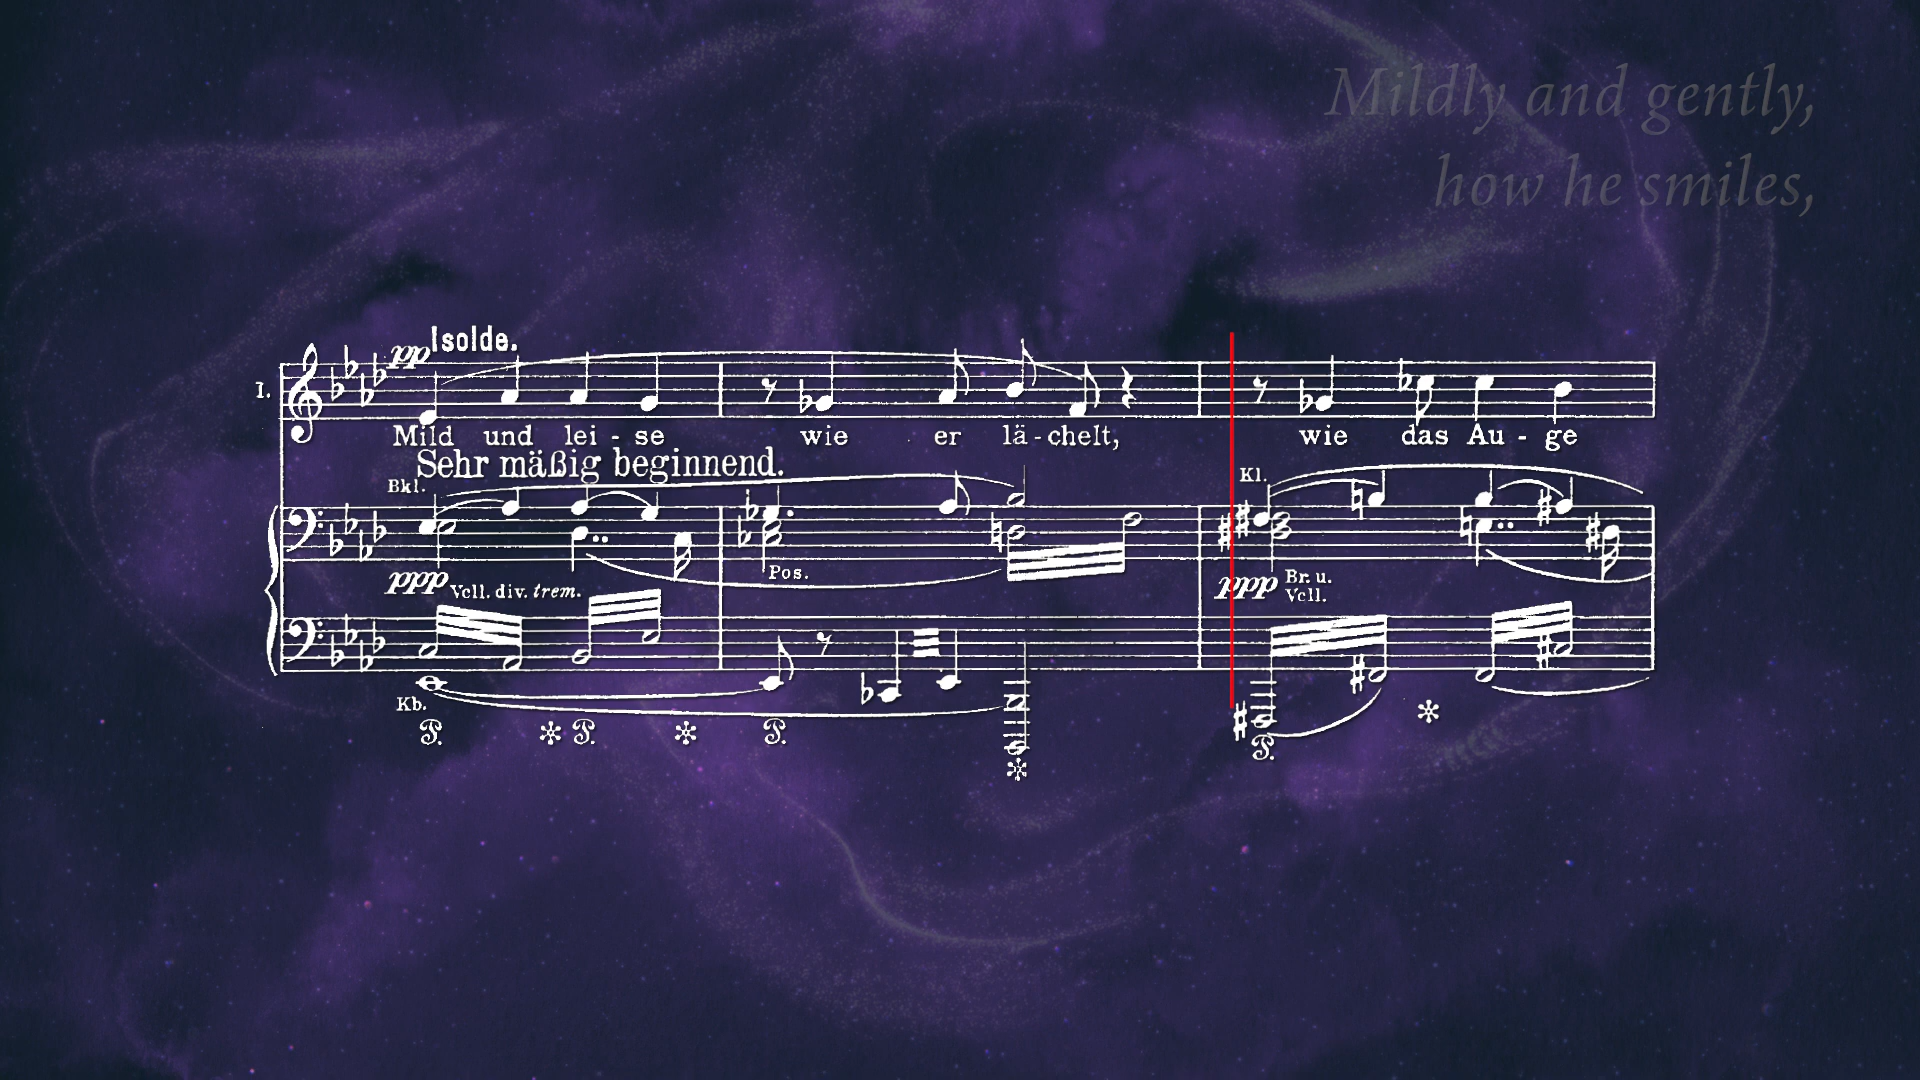 Mildly and gently,
how he smiles,
pp Isolde.
I.
Mild und lei - se wie er lä - chelt, wie das Au - ge
Sehr mäßig beginnend.
Bkl. Kl.
Pos.
ppp Vcll. div. trem. ppp Br. u.
Vcll.
Kb.